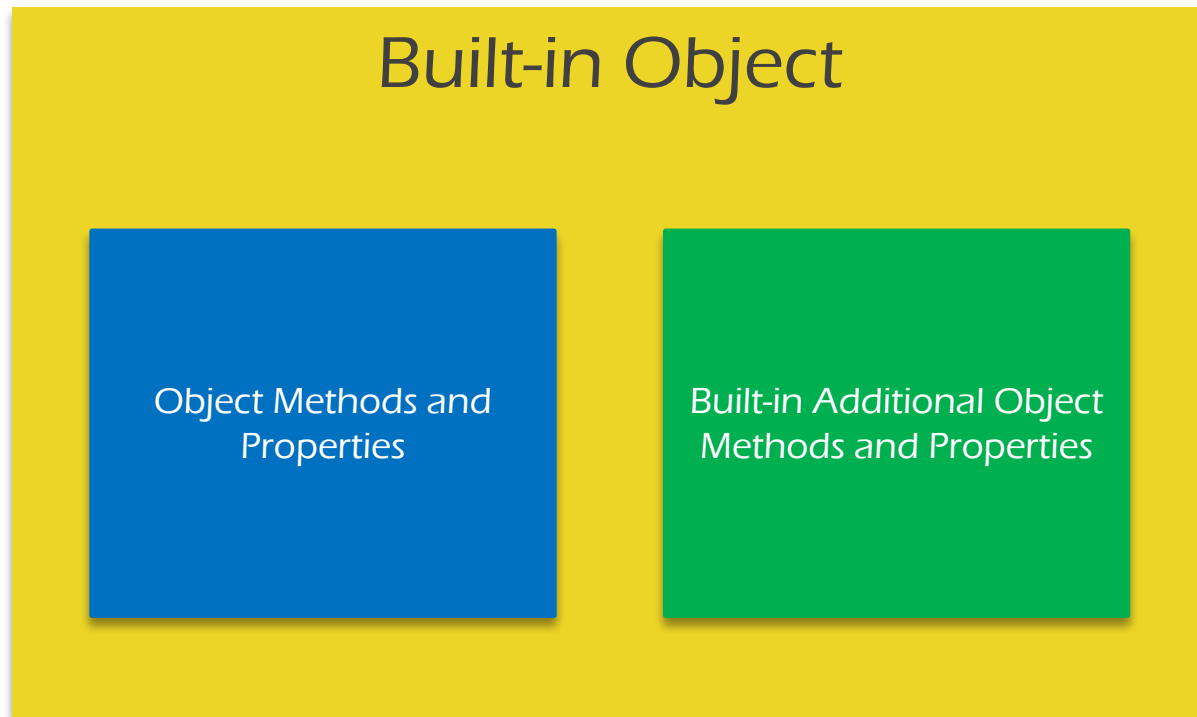 Built-in Object
Object Methods and
Properties
Built-in Additional Object
Methods and Properties